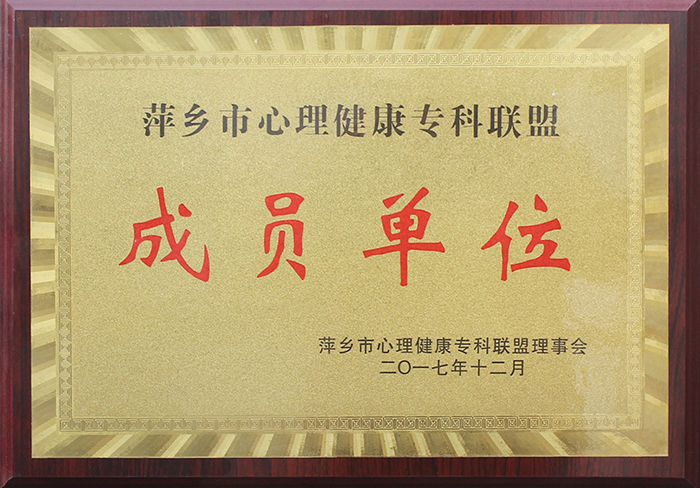 萍乡市心理健康专科联盟
成员单位
萍乡市心理健康专科联盟理事会
二〇一七年十二月